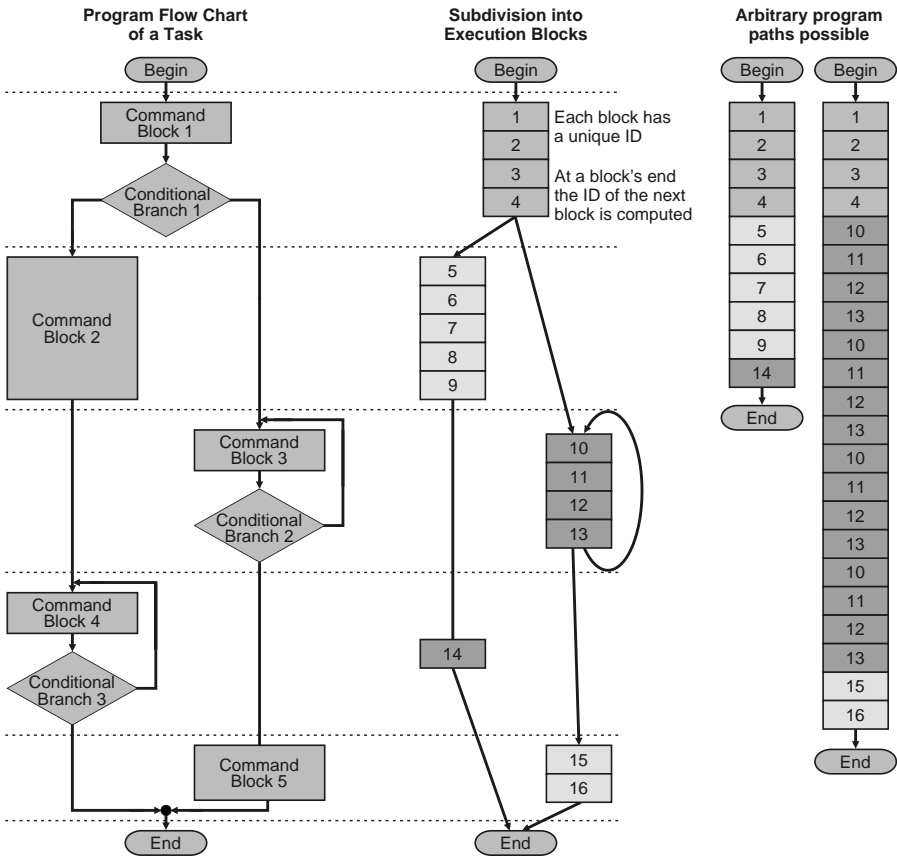 Program Flow Chart
of a Task
Begin
Command
Block 1
Conditional
Branch 1
Command
Block 2
Command
Block 3
Conditional
Branch 2
Command
Block 4
Conditional
Branch 3
Command
Block 5
End
Subdivision into
Execution Blocks
Begin
1
2
3
4
Each block has
a unique ID
At a block's end
the ID of the next
block is computed
5
6
7
8
9
10
11
12
13
14
15
16
End
Arbitrary program
paths possible
Begin
1
2
3
4
5
6
7
8
9
14
End
Begin
1
2
3
4
10
11
12
13
10
11
12
13
10
11
12
13
10
11
12
13
15
16
End